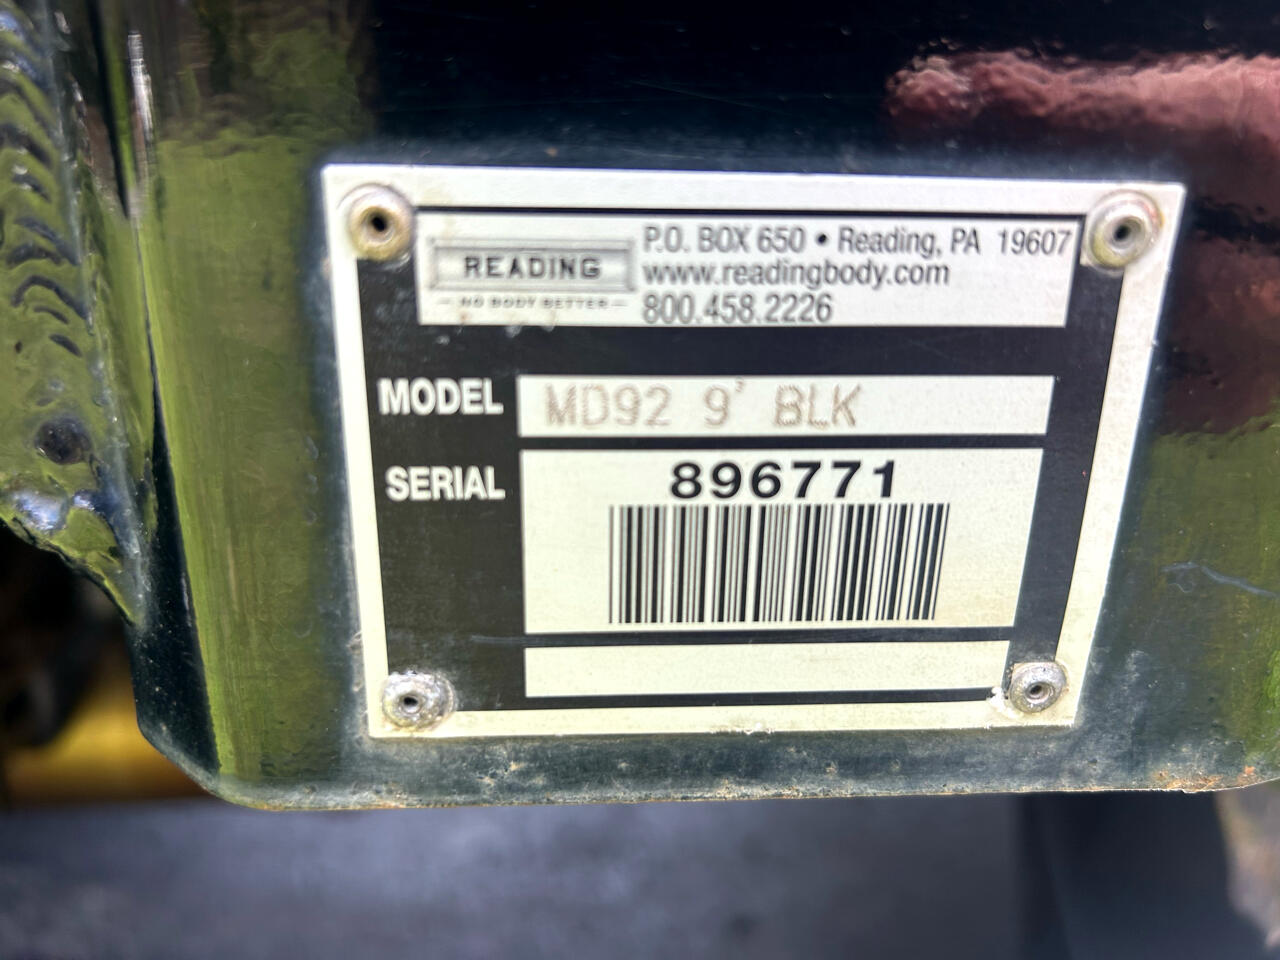 READING
NO BODY BETTER
P.O. BOX 650 • Reading, PA 19607
www.readingbody.com
800.458.2226
MODEL MD92 9' BLK
SERIAL 896771